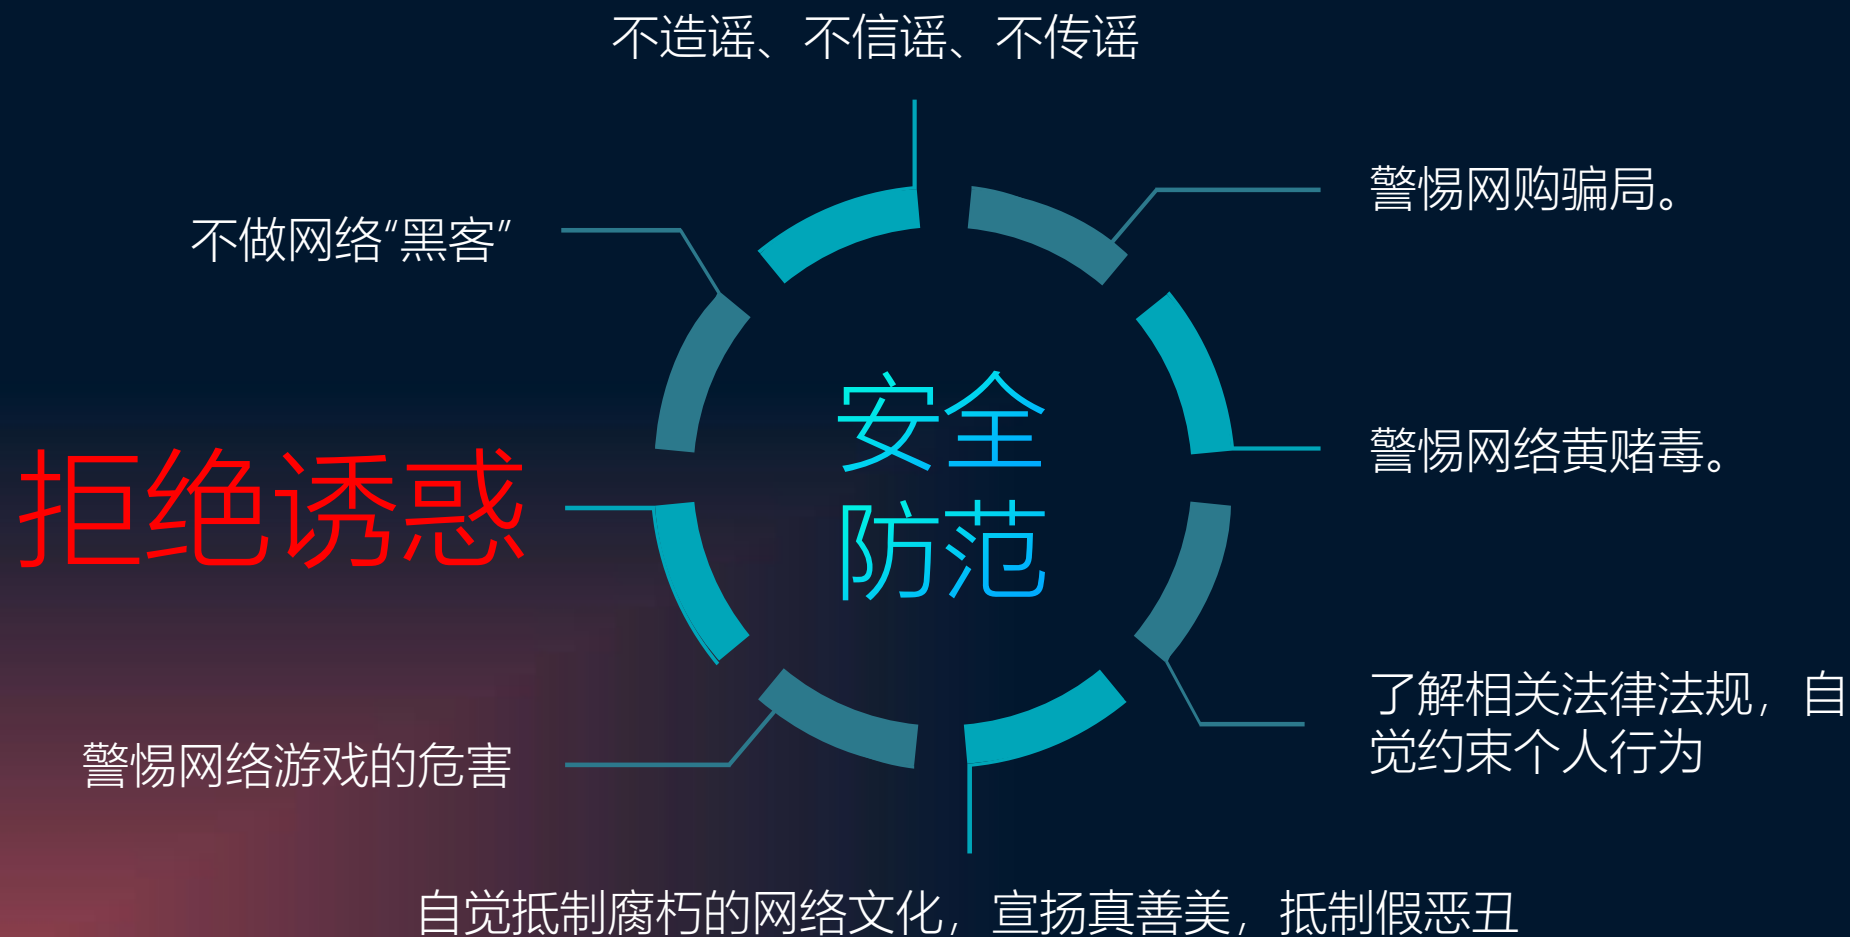 不造谣、不信谣、不传谣
警惕网购骗局。
不做网络“黑客”
安全
防范
警惕网络黄赌毒。
拒绝诱惑
了解相关法律法规，自
觉约束个人行为
警惕网络游戏的危害
自觉抵制腐朽的网络文化，宣扬真善美，抵制假恶丑